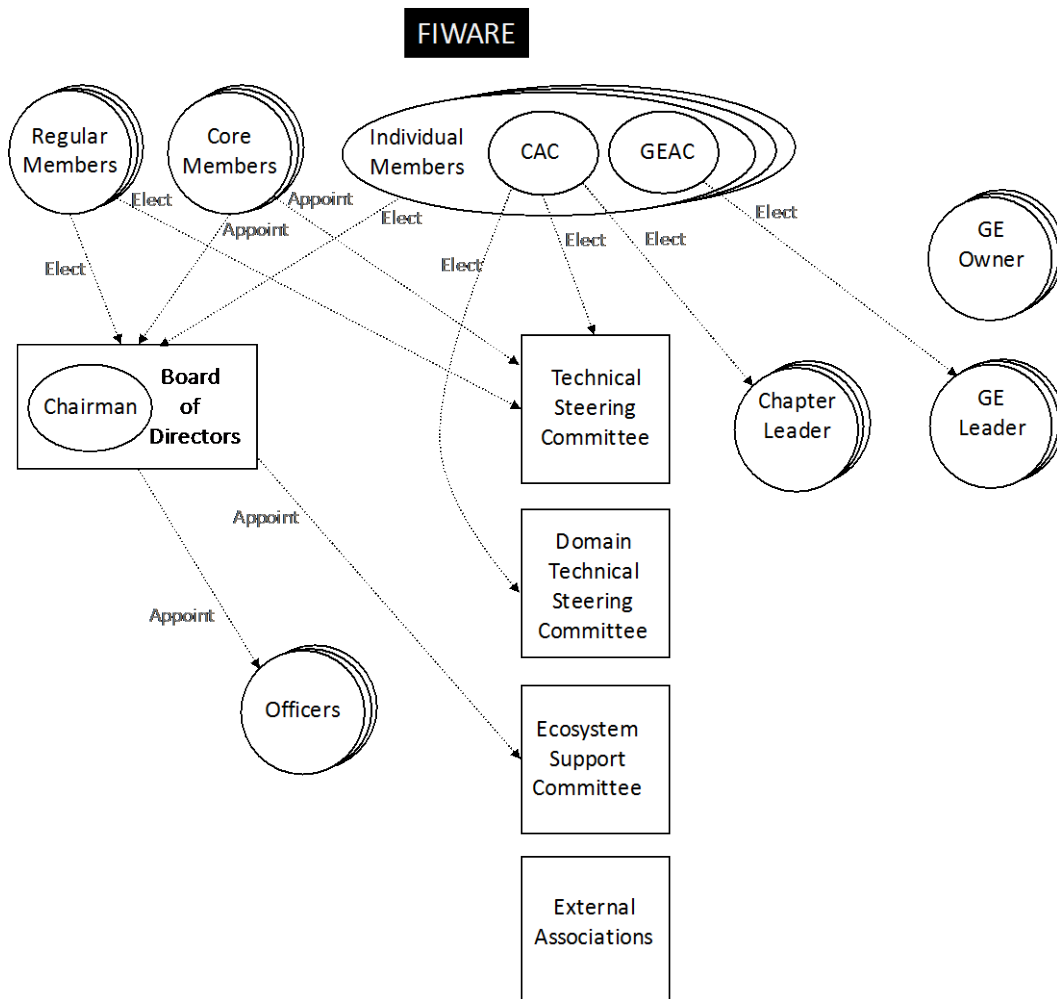 FIWARE
Regular
Members
Core
Members
Individual
Members
CAC
GEAC
Elect
Appoint
Elect
Appoint
Elect
GE
Owner
Elect
Elect
Elect
Elect
Chairman
Board
of
Directors
Technical
Steering
Committee
Chapter
Leader
GE
Leader
Appoint
Domain
Technical
Steering
Committee
Appoint
Officers
Ecosystem
Support
Committee
External
Associations